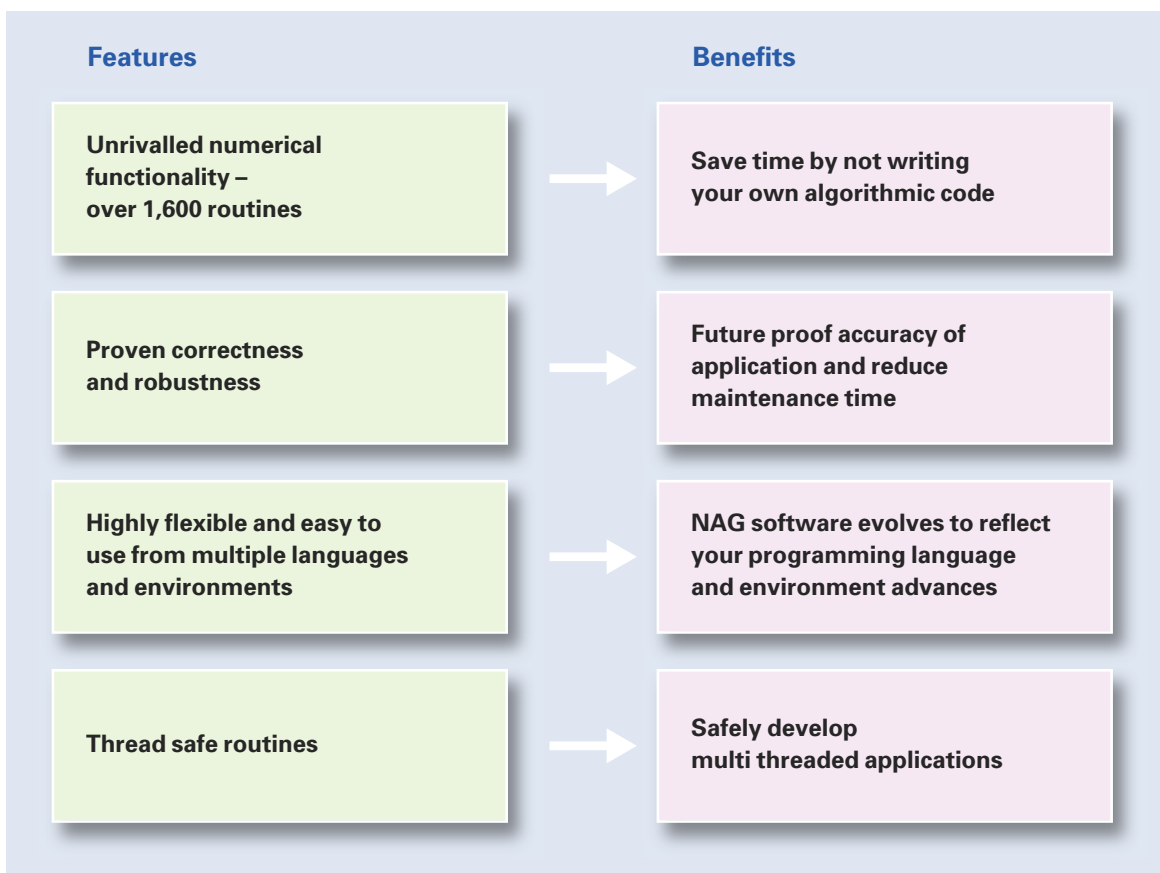 Features
Benefits
Unrivalled numerical
functionality –
over 1,600 routines
Save time by not writing
your own algorithmic code
Proven correctness
and robustness
Future proof accuracy of
application and reduce
maintenance time
Highly flexible and easy to
use from multiple languages
and environments
NAG software evolves to reflect
your programming language
and environment advances
Thread safe routines
Safely develop
multi threaded applications